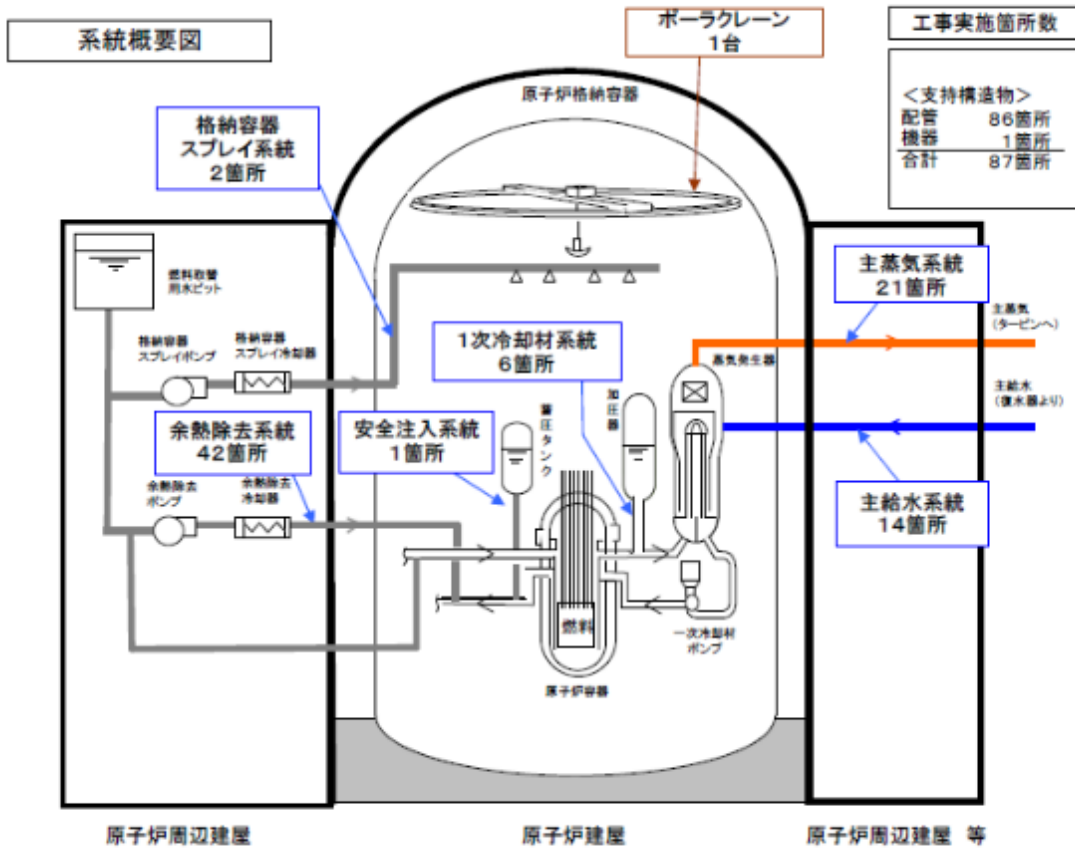 系統概要図
ポーラクレーン
1台
工事実施箇所数
<支持構造物>
配管 86箇所
機器 1箇所
合計 87箇所
原子炉格納容器
格納容器
スプレイ系統
2箇所
燃料取替
用水ピット
格納容器
スプレイポンプ
格納容器
スプレイ冷却器
主蒸気系統
21箇所
主蒸気
(タービンへ)
1次冷却材系統
6箇所
蒸気発生器
加圧器
主給水
(復水器より)
余熱除去系統
42箇所
安全注入系統
1箇所
蓄圧タンク
余熱除去
ポンプ
余熱除去
冷却器
主給水系統
14箇所
燃料
一次冷却材
ポンプ
原子炉容器
原子炉周辺建屋
原子炉建屋
原子炉周辺建屋 等